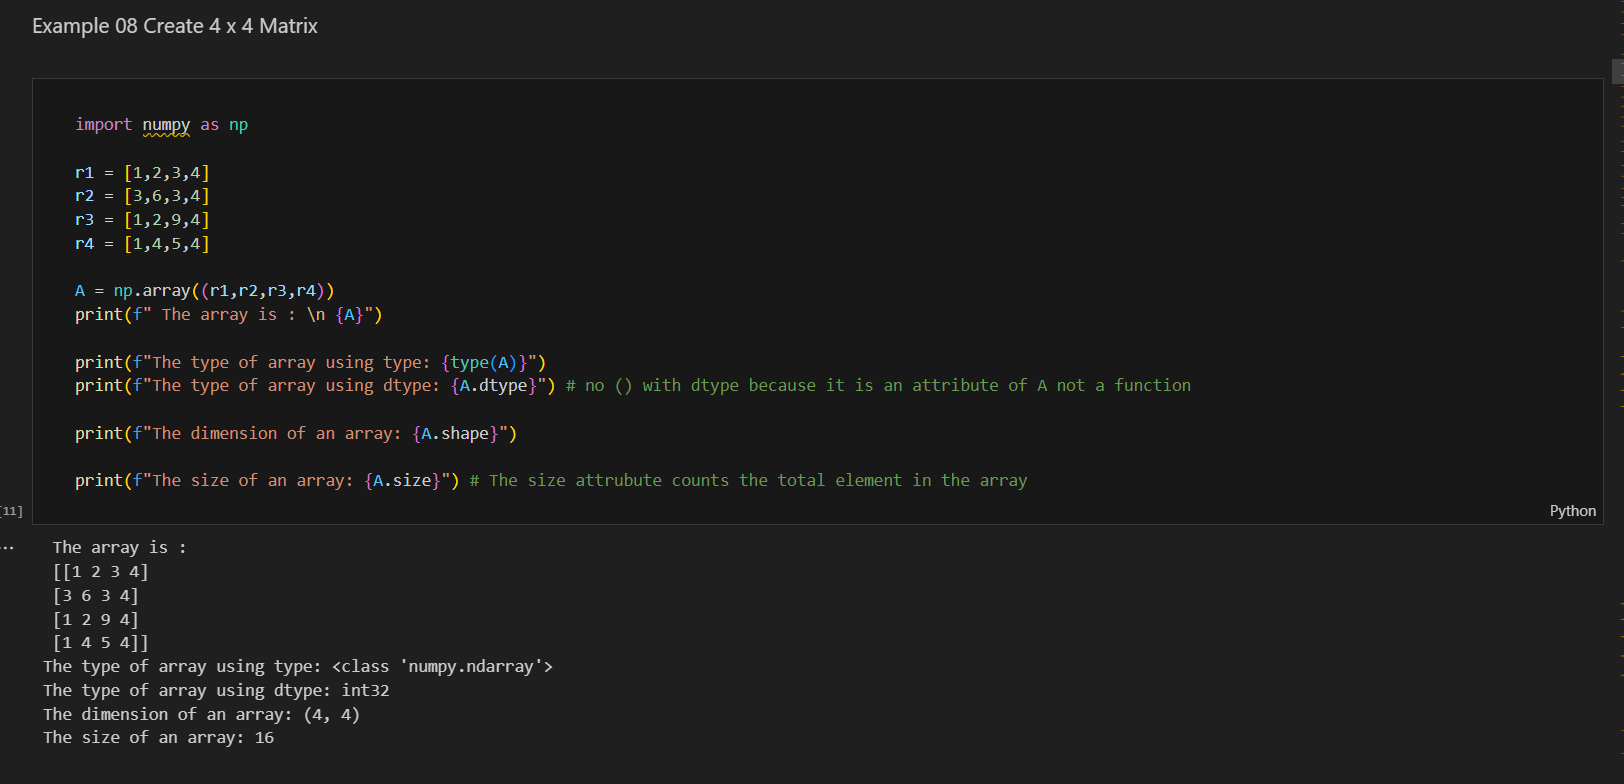 Example 08 Create 4 x 4 Matrix
import numpy as np
r1 = [1,2,3,4]
r2 = [3,6,3,4]
r3 = [1,2,9,4]
r4 = [1,4,5,4]
A = np.array((r1,r2,r3,r4))
print(f" The array is : \n {A}")
print(f"The type of array using type: {type(A)}")
print(f"The type of array using dtype: {A.dtype}") # no () with dtype because it is an attribute of A not a function
print(f"The dimension of an array: {A.shape}")
print(f"The size of an array: {A.size}") # The size attrubute counts the total element in the array
[11]
Python
...
The array is :
[[1 2 3 4]
[3 6 3 4]
[1 2 9 4]
[1 4 5 4]]
The type of array using type: <class 'numpy.ndarray'>
The type of array using dtype: int32
The dimension of an array: (4, 4)
The size of an array: 16